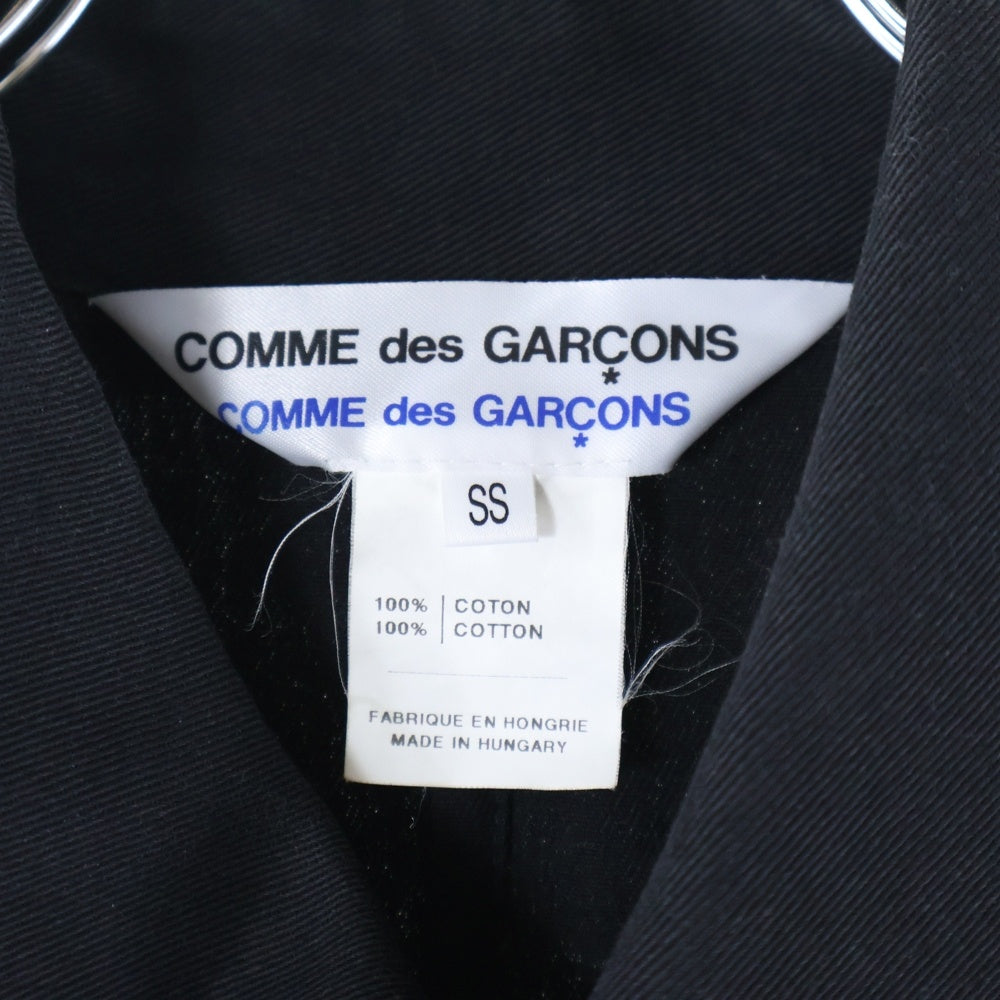 COMME des GARÇONS
*
COMME des GARÇONS
*
SS
100% | COTON
100% | COTTON
FABRIQUE EN HONGRIE
MADE IN HUNGARY